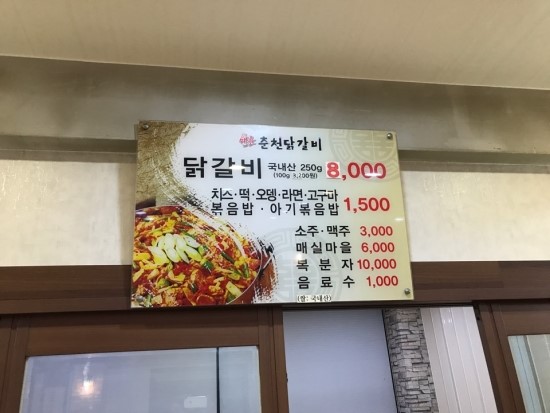 춘천닭갈비
닭갈비 국내산 250g 8,000
치즈·떡·오뎅·라면·고구마
볶음밥·아기볶음밥 1,500
소주·맥주 3,000
매실마을 6,000
복분자 10,000
음료수 1,000
(쌀: 국내산)